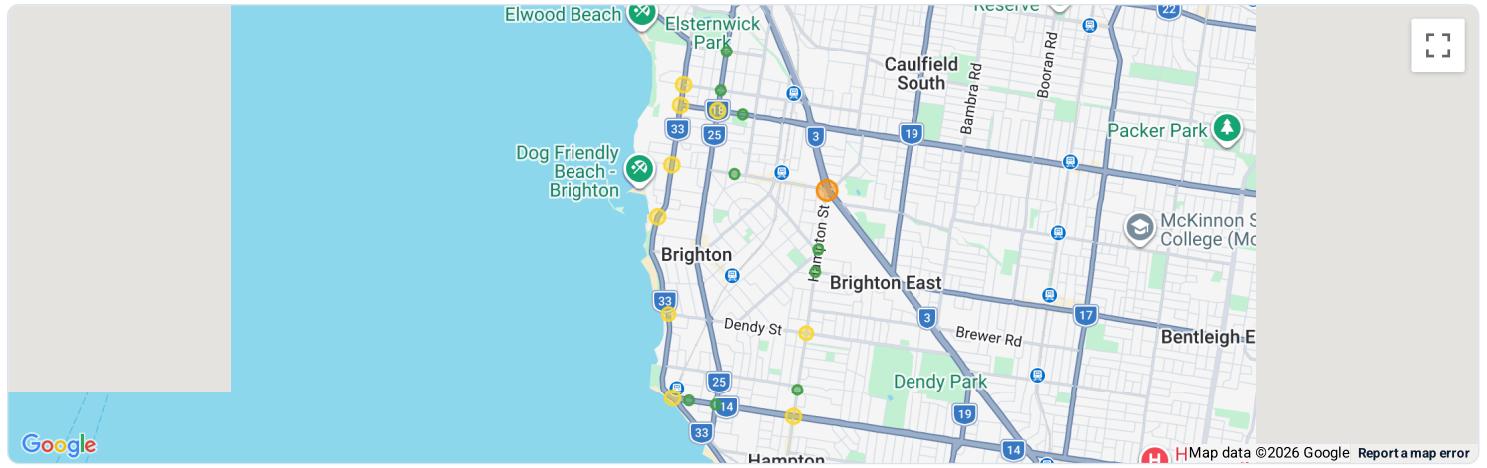 Elwood Beach
Elsternwick
Park
Reserve
22
Caulfield
South
Bambra Rd
Booran Rd
18
33
25
3
19
Packer Park
Dog Friendly
Beach -
Brighton
McKinnon S
College (Mc
Hampton St
Brighton
Brighton East
33
3
17
Dendy St
Brewer Rd
Bentleigh E
25
Dendy Park
14
19
33
14
Hampton
H
H
Google
Map data ©2026 Google
Report a map error